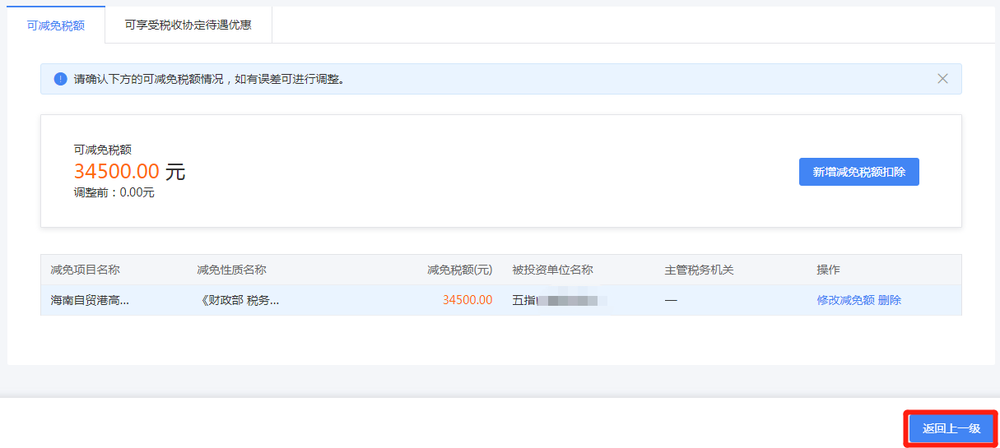 可减免税额 可享受税收协定待遇优惠
请确认下方的可减免税额情况，如有误差可进行调整。
可减免税额
34500.00 元
调整前：0.00元
新增减免税额扣除
减免项目名称 减免性质名称 减免税额(元) 被投资单位名称 主管税务机关 操作
海南自贸港高... 《财政部 税务... 34500.00 五指 — 修改减免额 删除
返回上一级